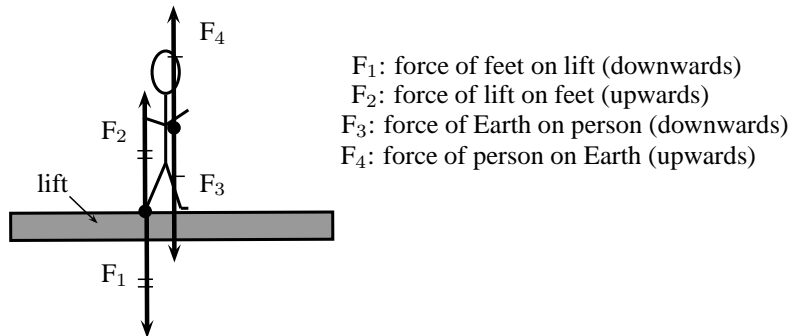 F₄
F₂
F₃
lift
F₁
F₁: force of feet on lift (downwards)
F₂: force of lift on feet (upwards)
F₃: force of Earth on person (downwards)
F₄: force of person on Earth (upwards)